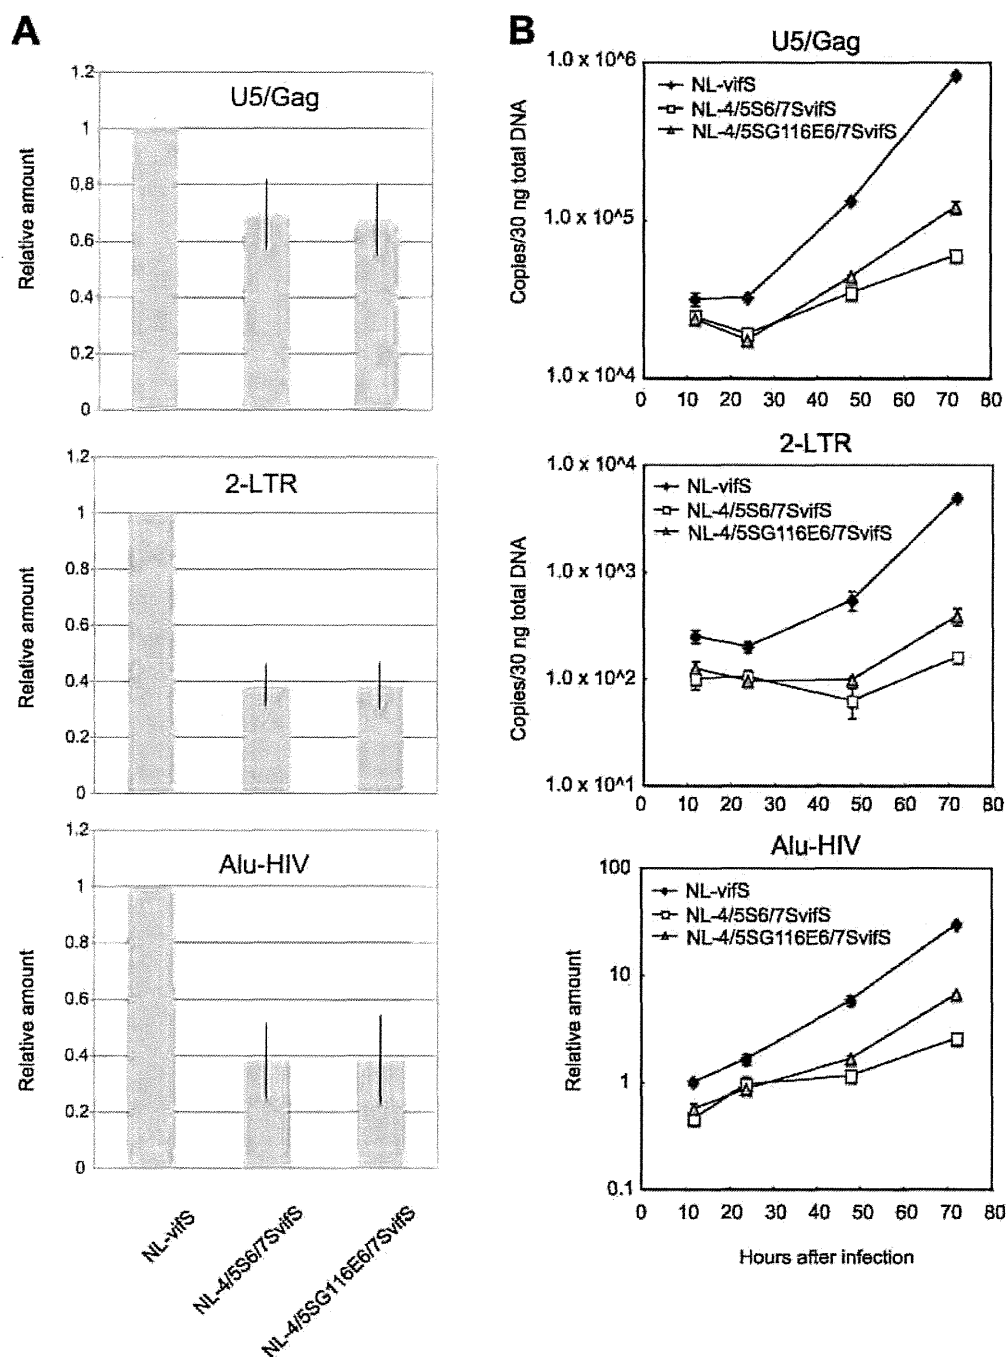 A
U5/Gag
1.2
1
0.8
0.6
0.4
0.2
0
Relative amount
2-LTR
1.2
1
0.8
0.6
0.4
0.2
0
Relative amount
Alu-HIV
1.2
1
0.8
0.6
0.4
0.2
0
Relative amount
NL-vifS
NL-4/5S6/7SvifS
NL-4/5SG116E6/7SvifS
B
U5/Gag
1.0 x 10^6
1.0 x 10^5
1.0 x 10^4
Copies/30 ng total DNA
NL-vifS
NL-4/5S6/7SvifS
NL-4/5SG116E6/7SvifS
0 10 20 30 40 50 60 70 80
2-LTR
1.0 x 10^4
1.0 x 10^3
1.0 x 10^2
1.0 x 10^1
Copies/30 ng total DNA
NL-vifS
NL-4/5S6/7SvifS
NL-4/5SG116E6/7SvifS
0 10 20 30 40 50 60 70 80
Alu-HIV
100
10
1
0.1
Relative amount
NL-vifS
NL-4/5S6/7SvifS
NL-4/5SG116E6/7SvifS
0 10 20 30 40 50 60 70 80
Hours after infection